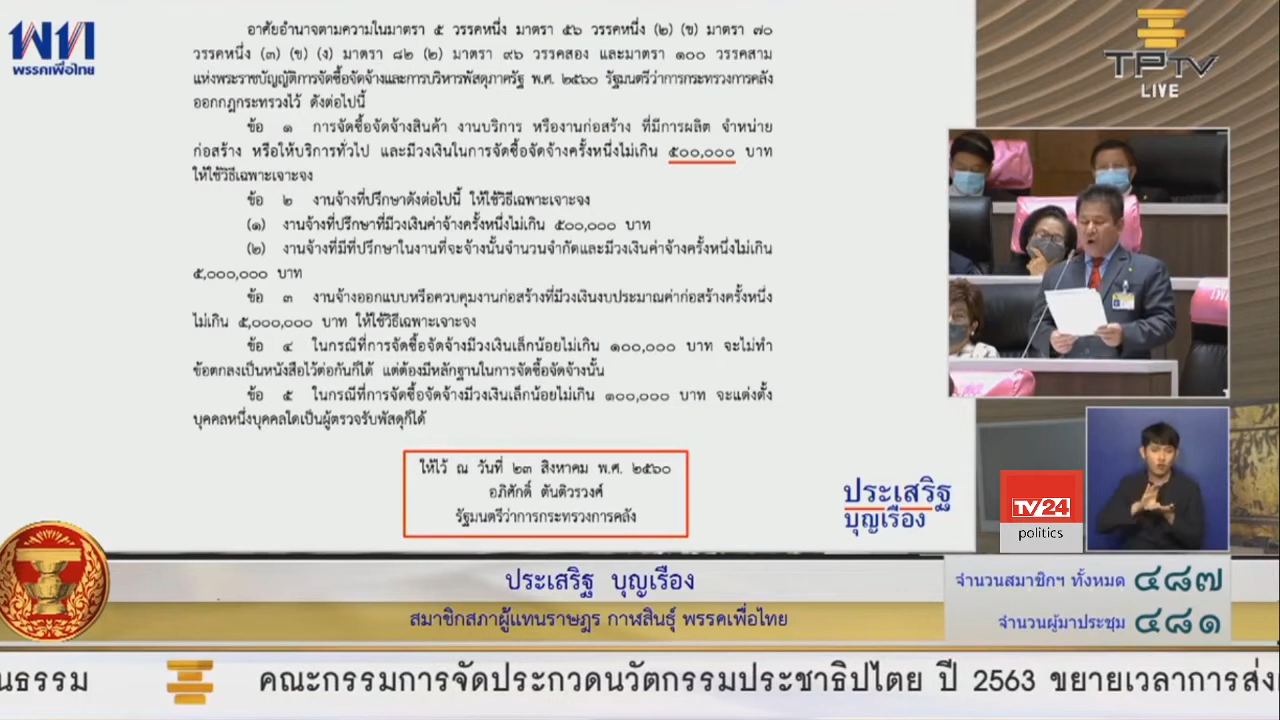 พท
พรรคเพื่อไทย
อาศัยอำนาจตามความในมาตรา ๕ วรรคหนึ่ง มาตรา ๕๖ วรรคหนึ่ง (๒) (ข) มาตรา ๗๐
วรรคหนึ่ง (๓) (ข) (ง) มาตรา ๘๒ (๒) มาตรา ๙๖ วรรคสอง และมาตรา ๑๐๐ วรรคสาม
แห่งพระราชบัญญัติการจัดซื้อจัดจ้างและการบริหารพัสดุภาครัฐ พ.ศ. ๒๕๖๐ รัฐมนตรีว่าการกระทรวงการคลัง
ออกกฎกระทรวงไว้ ดังต่อไปนี้
ข้อ ๑ การจัดซื้อจัดจ้างสินค้า งานบริการ หรืองานก่อสร้าง ที่มีการผลิต จำหน่าย
ก่อสร้าง หรือให้บริการทั่วไป และมีวงเงินในการจัดซื้อจัดจ้างครั้งหนึ่งไม่เกิน ๕๐๐,๐๐๐ บาท
ให้ใช้วิธีเฉพาะเจาะจง
ข้อ ๒ งานจ้างที่ปรึกษาดังต่อไปนี้ ให้ใช้วิธีเฉพาะเจาะจง
(๑) งานจ้างที่ปรึกษาที่มีวงเงินค่าจ้างครั้งหนึ่งไม่เกิน ๕๐๐,๐๐๐ บาท
(๒) งานจ้างที่มีที่ปรึกษาในงานที่จะจ้างนั้นจำนวนจำกัดและมีวงเงินค่าจ้างครั้งหนึ่งไม่เกิน
๕,๐๐๐,๐๐๐ บาท
ข้อ ๓ งานจ้างออกแบบหรือควบคุมงานก่อสร้างที่มีวงเงินงบประมาณค่าก่อสร้างครั้งหนึ่ง
ไม่เกิน ๕,๐๐๐,๐๐๐ บาท ให้ใช้วิธีเฉพาะเจาะจง
ข้อ ๔ ในกรณีที่การจัดซื้อจัดจ้างมีวงเงินเล็กน้อยไม่เกิน ๑๐๐,๐๐๐ บาท จะไม่ทำ
ข้อตกลงเป็นหนังสือไว้ต่อกันก็ได้ แต่ต้องมีหลักฐานในการจัดซื้อจัดจ้างนั้น
ข้อ ๕ ในกรณีที่การจัดซื้อจัดจ้างมีวงเงินเล็กน้อยไม่เกิน ๑๐๐,๐๐๐ บาท จะแต่งตั้ง
บุคคลหนึ่งบุคคลใดเป็นผู้ตรวจรับพัสดุก็ได้
ให้ไว้ ณ วันที่ ๒๓ สิงหาคม พ.ศ. ๒๕๖๐
อภิศักดิ์ ตันติวรวงศ์
รัฐมนตรีว่าการกระทรวงการคลัง
ประเสริฐ
บุญเรือง
TPTV
LIVE
TV24
politics
ประเสริฐ บุญเรือง
สมาชิกสภาผู้แทนราษฎร กาฬสินธุ์ พรรคเพื่อไทย
จำนวนสมาชิกฯ ทั้งหมด ๔๘๗
จำนวนผู้มาประชุม ๔๘๑
นธรรม คณะกรรมการจัดประกวดนวัตกรรมประชาธิปไตย ปี 2563 ขยายเวลาการส่ง